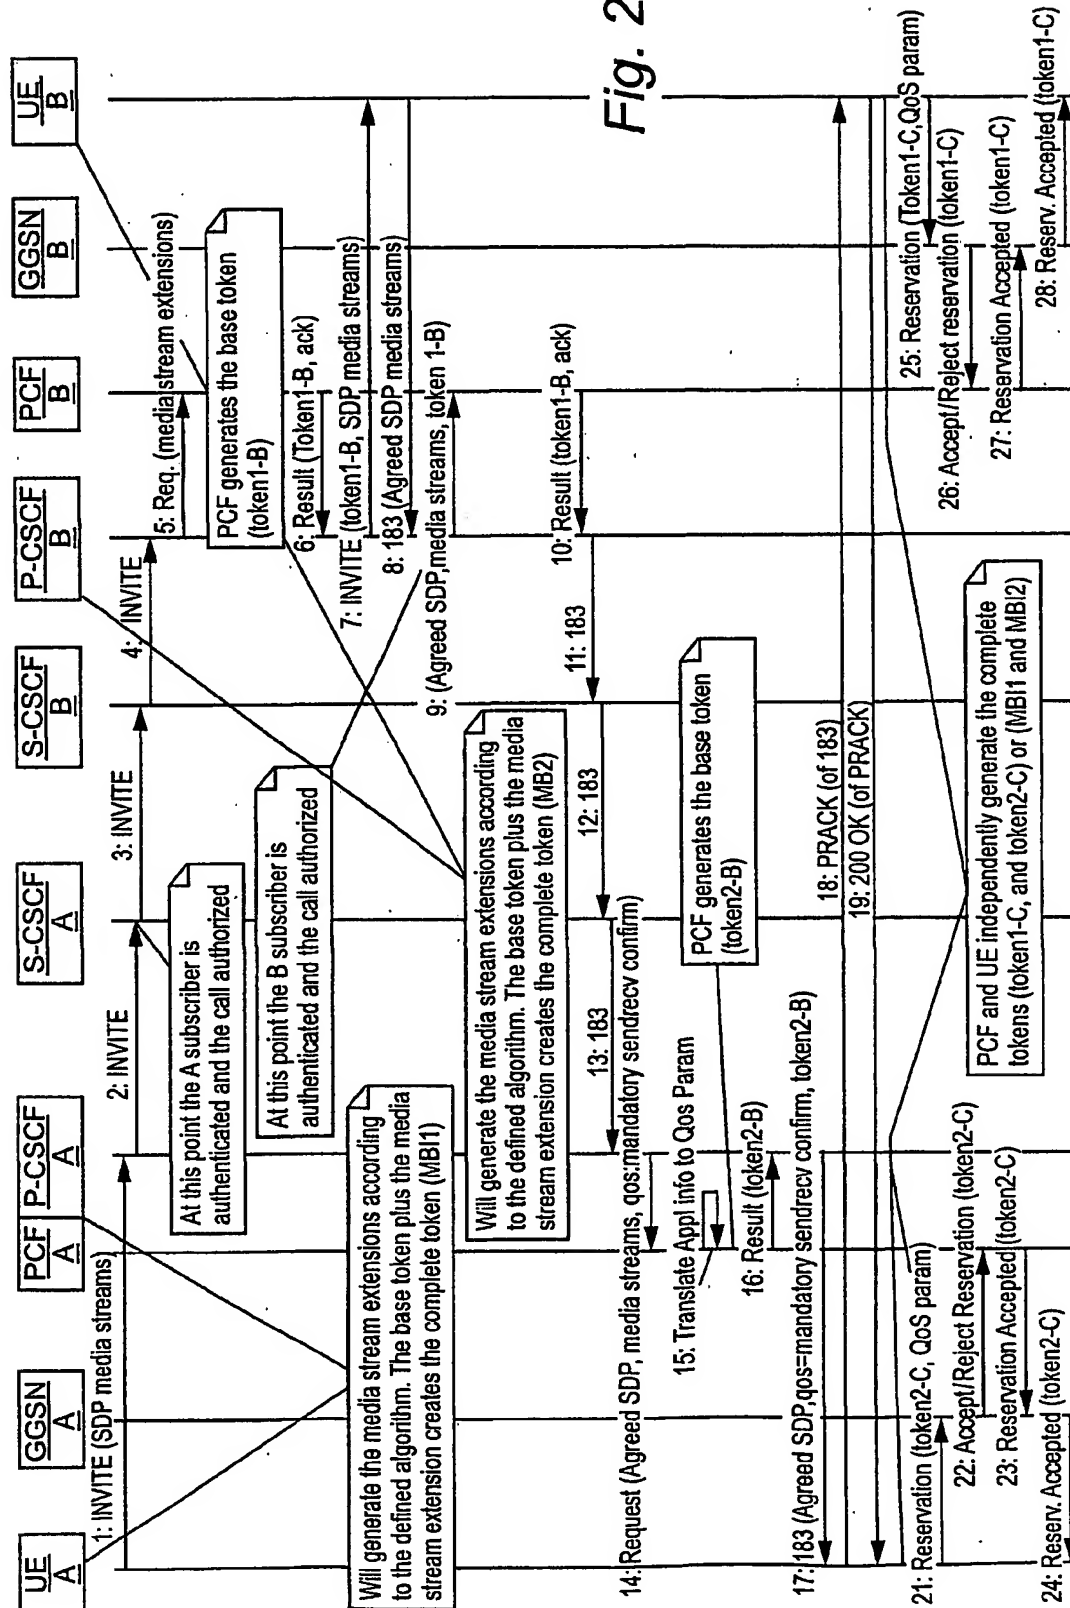 Fig. 2
UE
A
GGSN
A
PCF
A
P-CSCF
A
S-CSCF
A
S-CSCF
B
P-CSCF
B
PCF
B
GGSN
B
UE
B
1: INVITE (SDP media streams)
2: INVITE
3: INVITE
4: INVITE
5: Req. (media stream extensions)
At this point the A subscriber is
authenticated and the call authorized
At this point the B subscriber is
authenticated and the call authorized
PCF generates the base token
(token1-B)
6: Result (Token1-B, ack)
7: INVITE (token1-B, SDP media streams)
8: 183 (Agreed SDP media streams)
Will generate the media stream extensions according
to the defined algorithm. The base token plus the media
stream extension creates the complete token (MBI1)
9: (Agreed SDP,media streams, token 1-B)
Will generate the media stream extensions according
to the defined algorithm. The base token plus the media
stream extension creates the complete token (MB2)
10: Result (token1-B, ack)
11: 183
12: 183
13: 183
14:Request (Agreed SDP, media streams, qos:mandatory sendrecv confirm)
15: Translate Appl info to Qos Param
PCF generates the base token
(token2-B)
16: Result (token2-B)
17:183 (Agreed SDP,qos=mandatory sendrecv confirm, token2-B)
18: PRACK (of 183)
19: 200 OK (of PRACK)
PCF and UE independently generate the complete
tokens (token1-C, and token2-C) or (MBI1 and MBI2)
21: Reservation (token2-C, QoS param)
22: Accept/Reject Reservation (token2-C)
23: Reservation Accepted (token2-C)
24: Reserv. Accepted (token2-C)
25: Reservation (Token1-C,QoS param)
26: Accept/Reject reservation (token1-C)
27: Reservation Accepted (token1-C)
28: Reserv. Accepted (token1-C)